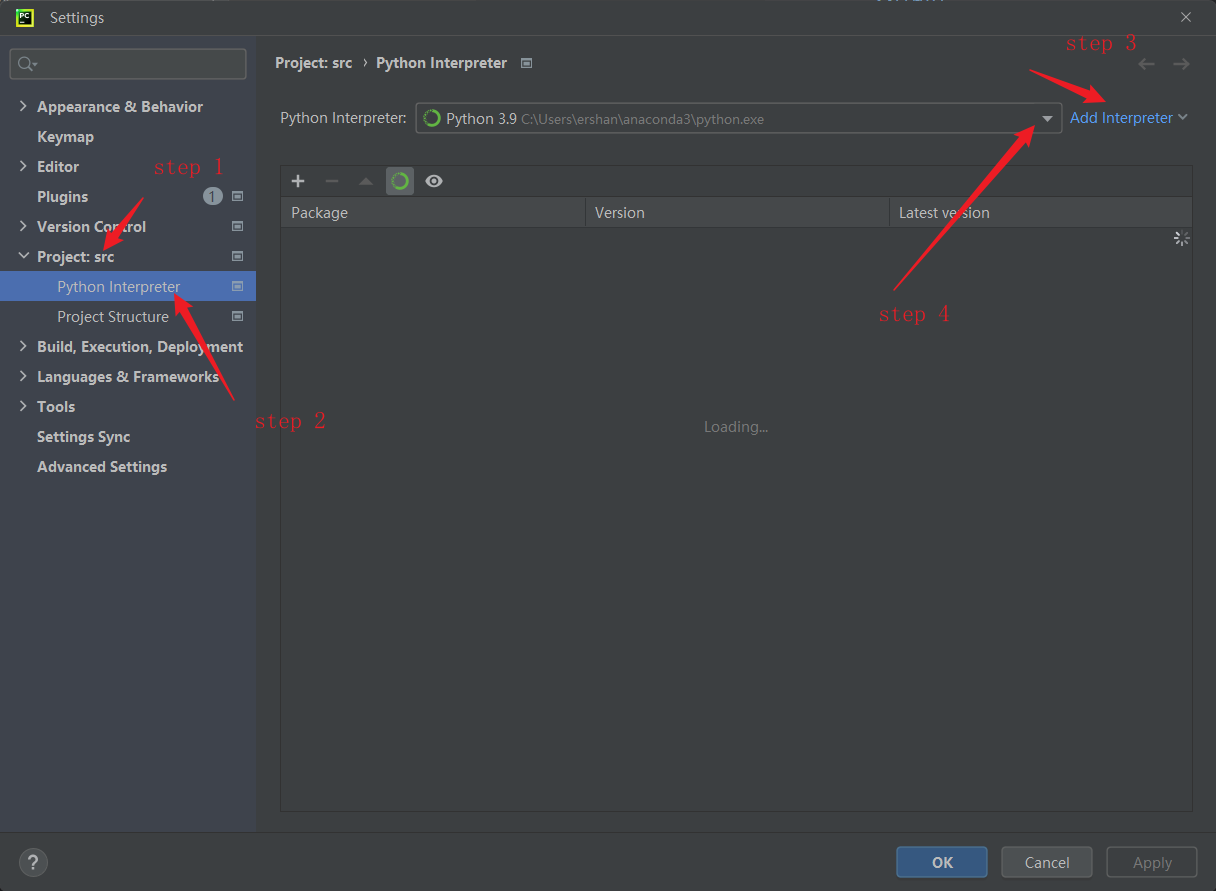 PC
Settings
step 3
Project: src › Python Interpreter
Appearance & Behavior
Python Interpreter: Python 3.9 C:\Users\ershan\anaconda3\python.exe Add Interpreter
Keymap
Editor
step 1
Plugins 1
Package Version Latest version
Version Control
Project: src
Python Interpreter
Project Structure
step 4
Build, Execution, Deployment
Languages & Frameworks
Tools
step 2
Loading...
Settings Sync
Advanced Settings
? OK Cancel Apply